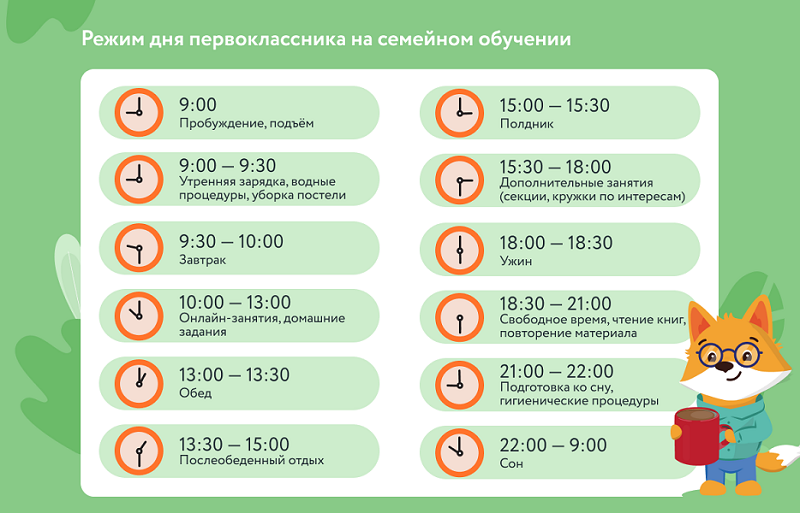 Режим дня первоклассника на семейном обучении
9:00
Пробуждение, подъём
9:00 — 9:30
Утренняя зарядка, водные
процедуры, уборка постели
9:30 — 10:00
Завтрак
10:00 — 13:00
Онлайн-занятия, домашние
задания
13:00 — 13:30
Обед
13:30 — 15:00
Послеобеденный отдых
15:00 — 15:30
Полдник
15:30 — 18:00
Дополнительные занятия
(секции, кружки по интересам)
18:00 — 18:30
Ужин
18:30 — 21:00
Свободное время, чтение книг,
повторение материала
21:00 — 22:00
Подготовка ко сну,
гигиенические процедуры
22:00 — 9:00
Сон